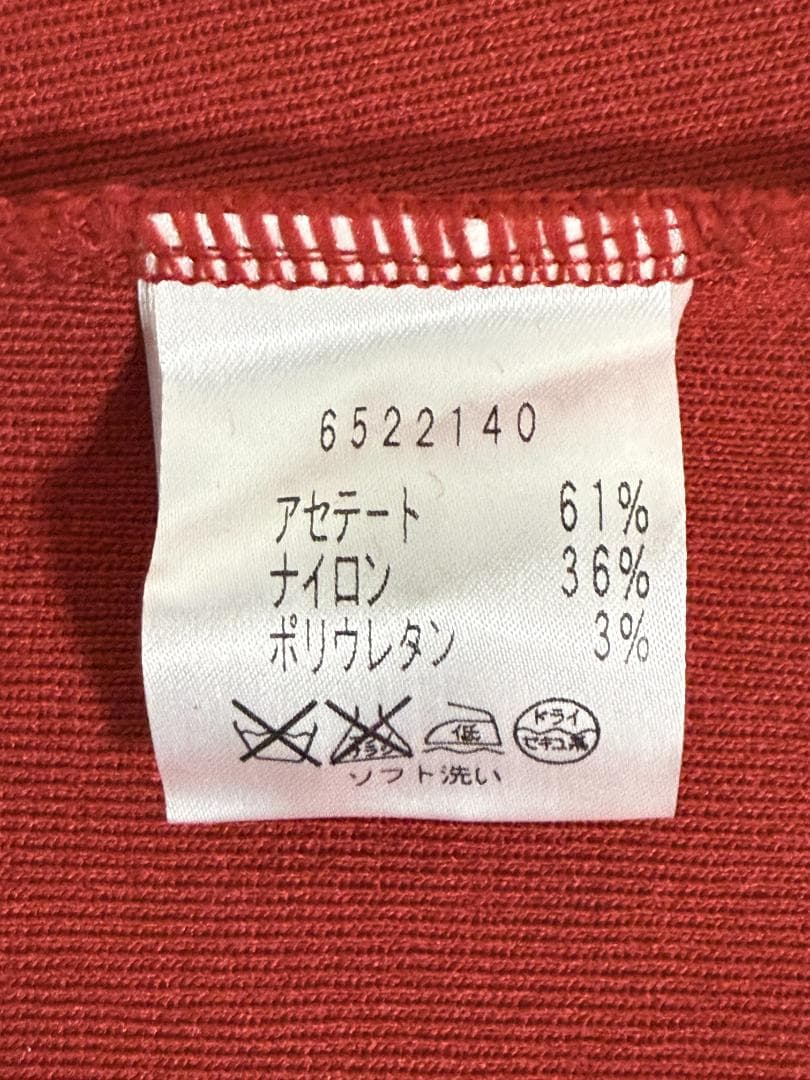 6522140
アセテート 61%
ナイロン 36%
ポリウレタン 3%
低 ドライ
セキユ系
ソフト洗い